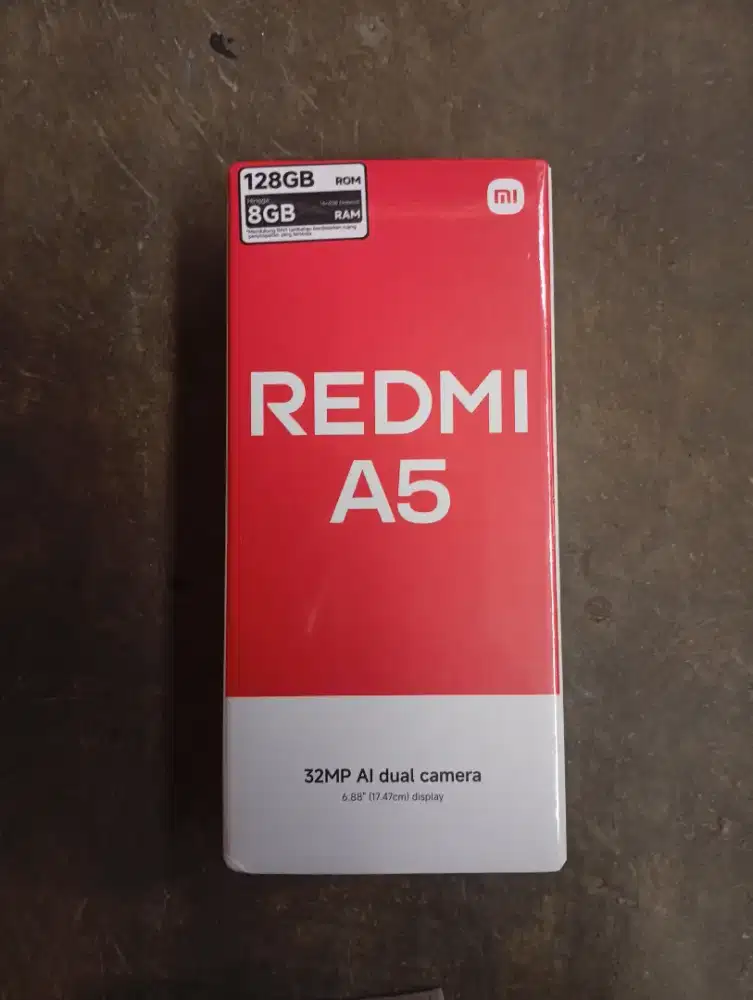 128GB ROM
Hingga
8GB RAM
mi
REDMI
A5
32MP AI dual camera
6.88" (17.47cm) display